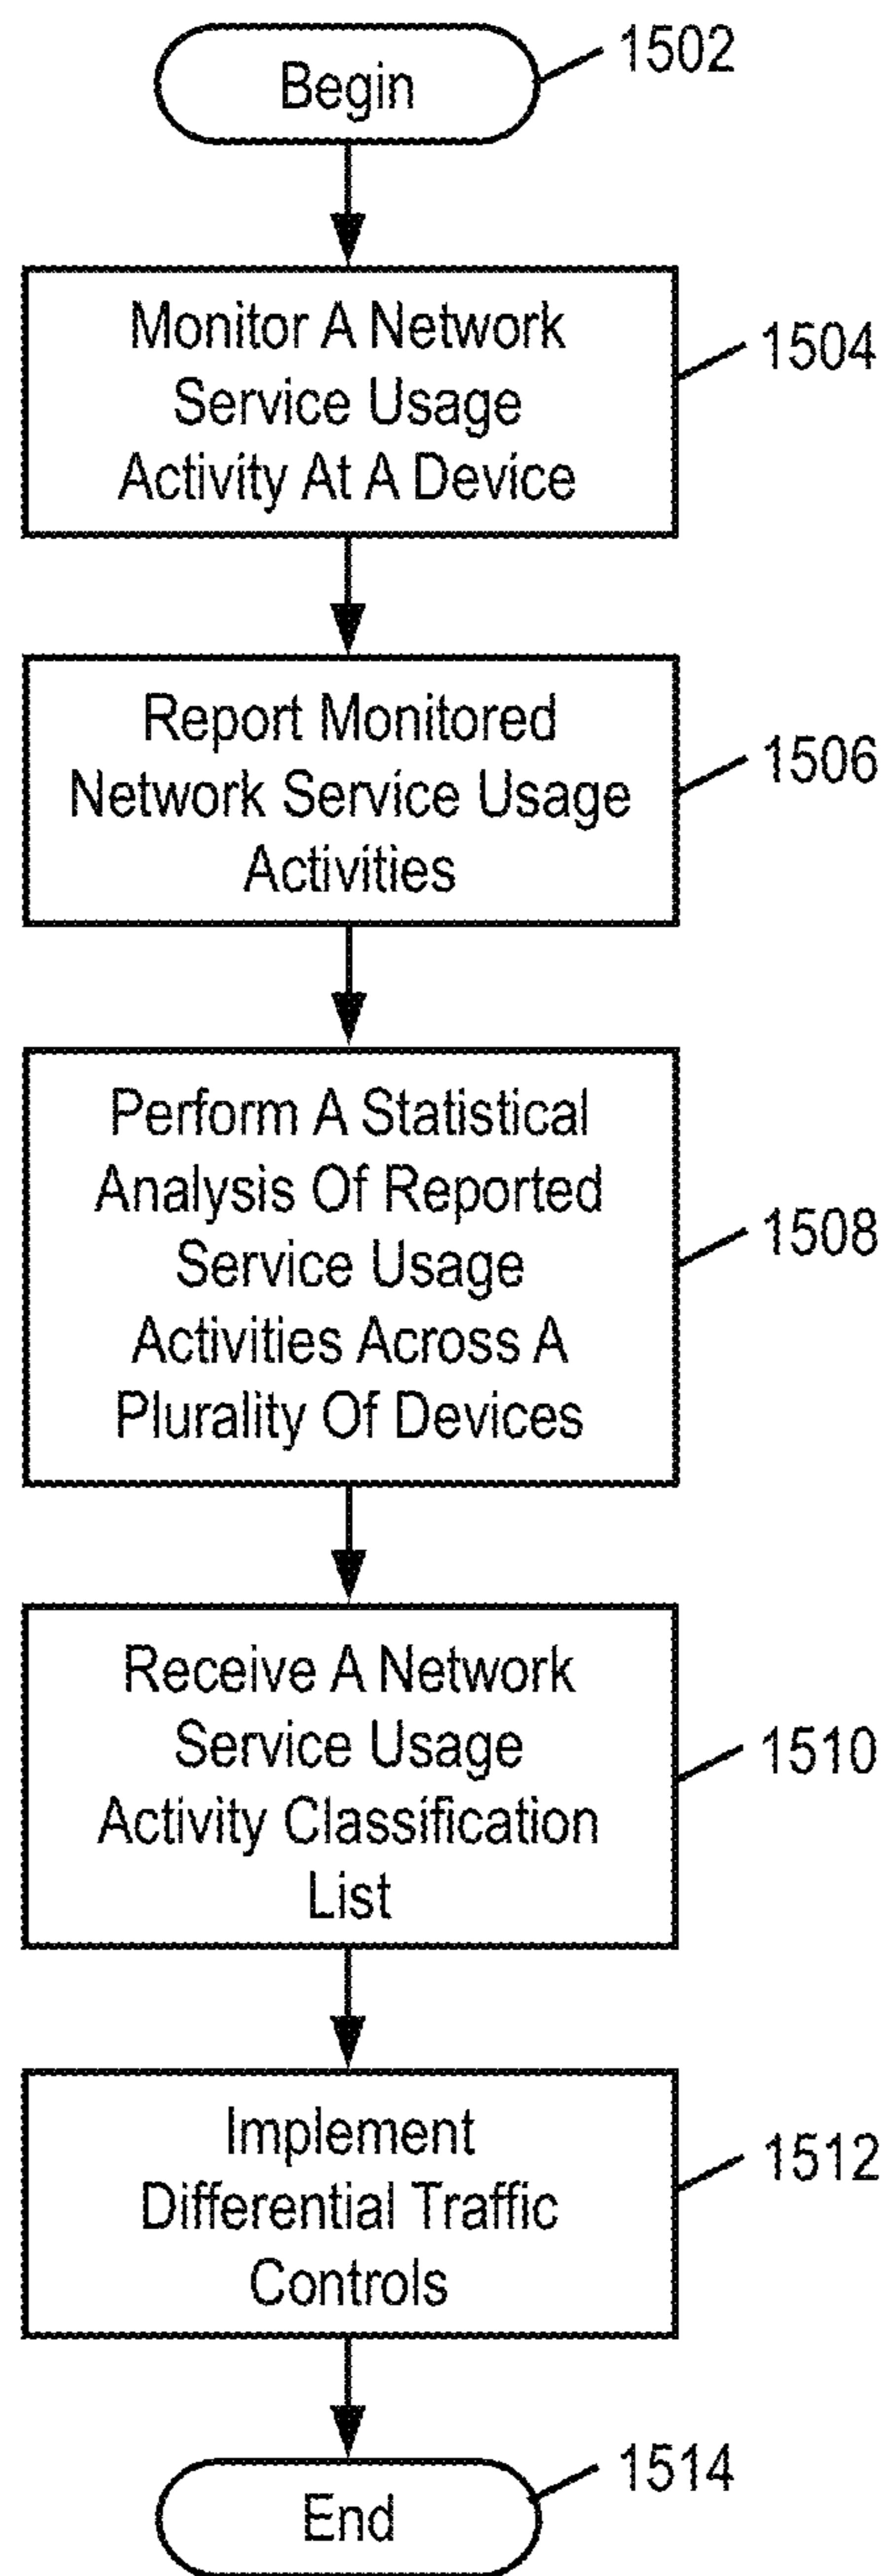 Begin
1502
Monitor A Network
Service Usage
Activity At A Device
1504
Report Monitored
Network Service Usage
Activities
1506
Perform A Statistical
Analysis Of Reported
Service Usage
Activities Across A
Plurality Of Devices
1508
Receive A Network
Service Usage
Activity Classification
List
1510
Implement
Differential Traffic
Controls
1512
End
1514